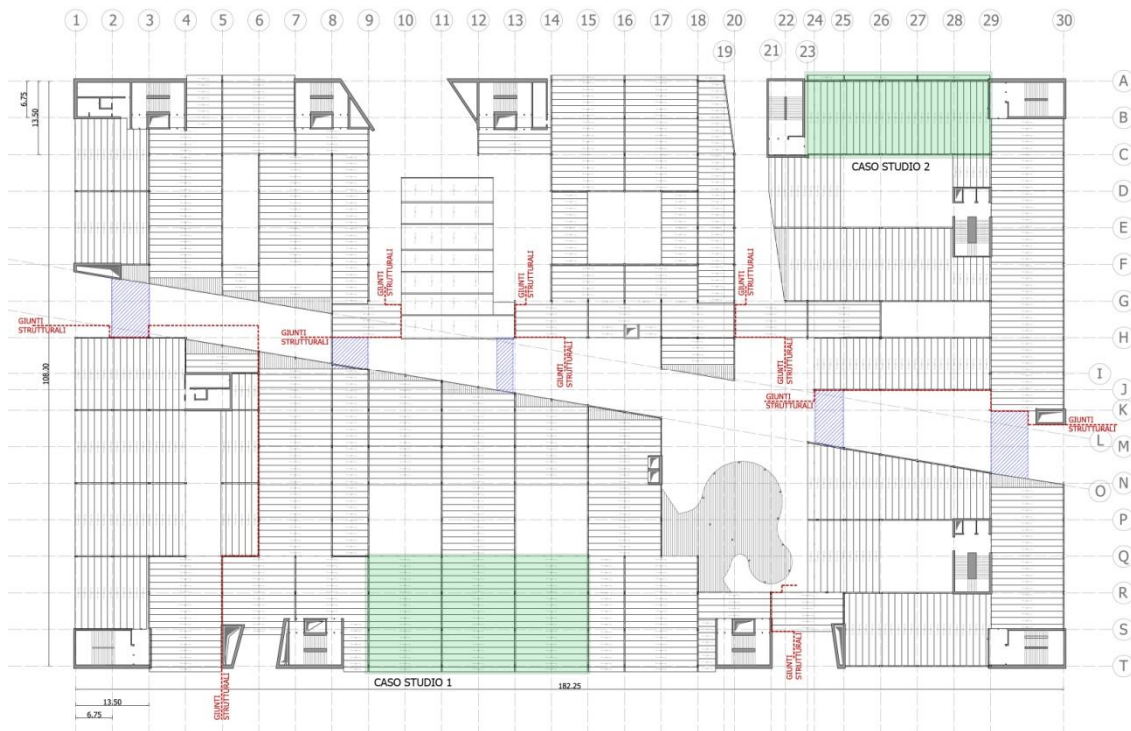 1 2 3 4 5 6 7 8 9 10 11 12 13 14 15 16 17 18 20 22 24 25 26 27 28 29 30
19 21 23
A
B
C
D
E
F
G
H
I
J
K
L
M
N
O
P
Q
R
S
T
6.75
13.50
108.30
CASO STUDIO 2
GIUNTI
STRUTTURALI
GIUNTI
STRUTTURALI
GIUNTI
STRUTTURALI
GIUNTI
STRUTTURALI
GIUNTI
STRUTTURALI
GIUNTI
STRUTTURALI
GIUNTI
STRUTTURALI
GIUNTI
STRUTTURALI
GIUNTI
STRUTTURALI
CASO STUDIO 1
182.25
13.50
6.75
GIUNTI
STRUTTURALI
GIUNTI
STRUTTURALI